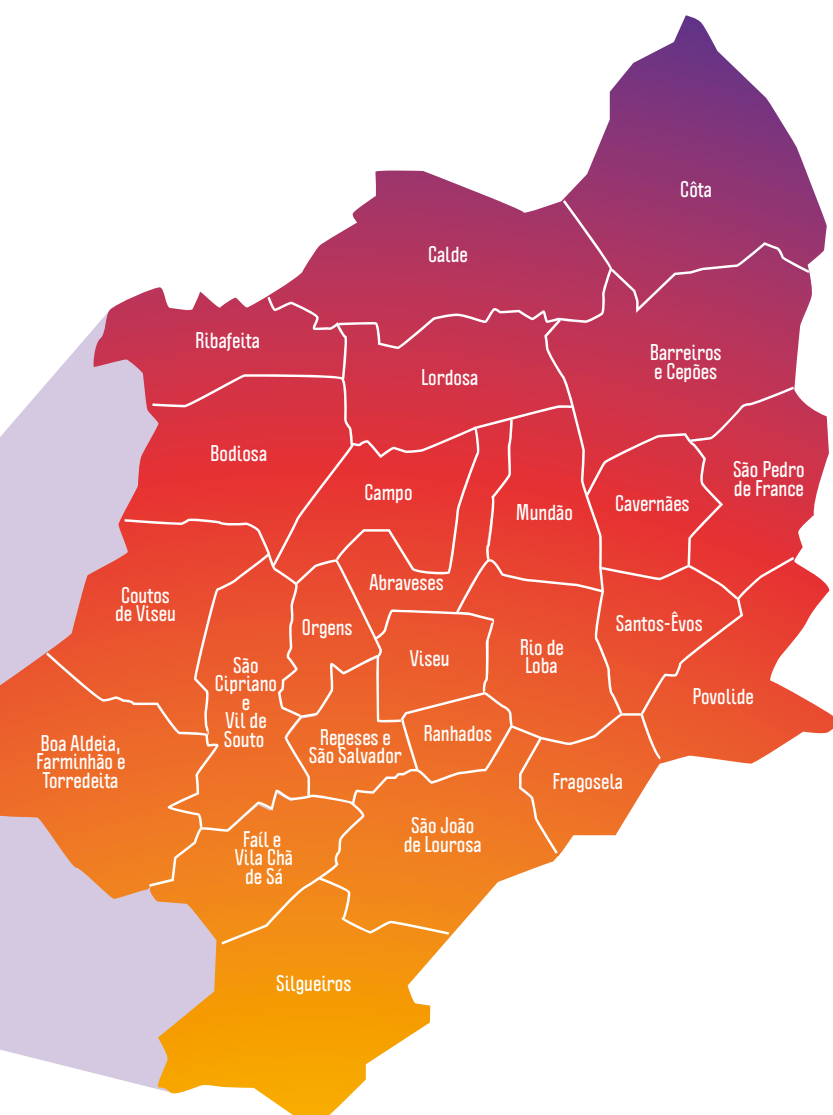 Côta
Calde
Ribafeita
Barreiros
e Cepões
Lordosa
Bodiosa
São Pedro
de France
Campo
Cavernães
Mundão
Abraveses
Coutos
de Viseu
Santos-Êvos
Orgens
Viseu
Rio de
Loba
São
Cipriano
e
Vil de
Souto
Povolide
Ranhados
Repeses e
São Salvador
Boa Aldeia,
Farminhão e
Torredeita
Fragosela
São João
de Lourosa
Faíl e
Vila Chã
de Sá
Silgueiros